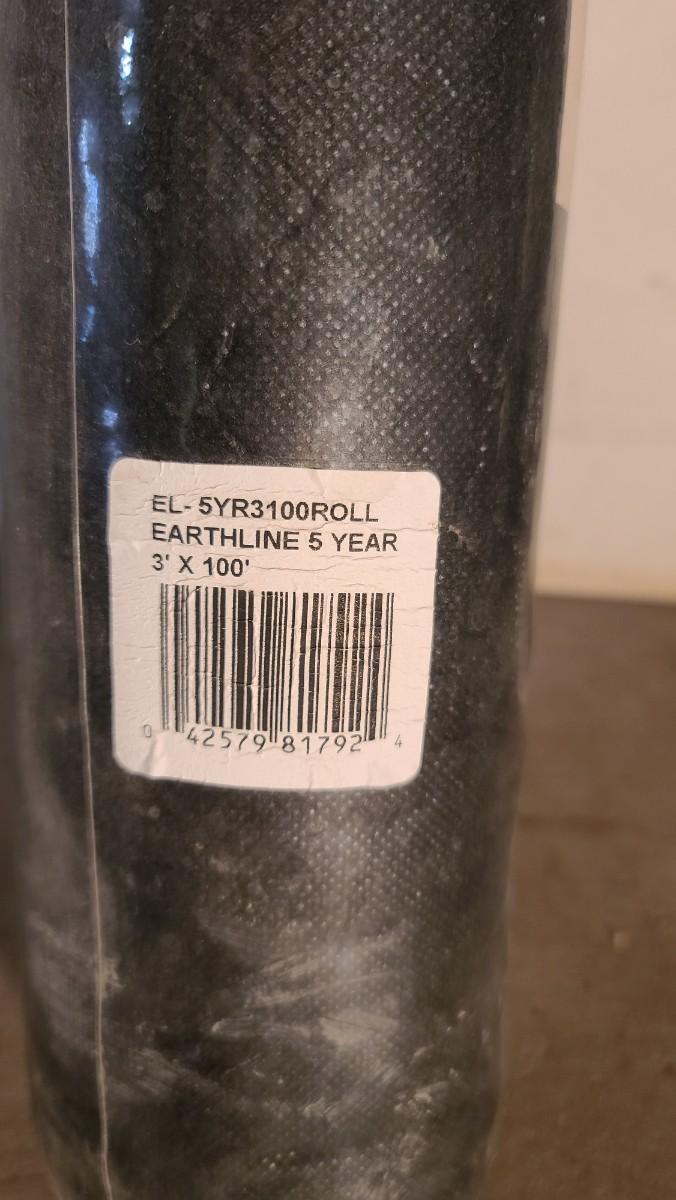 EL- 5YR3100ROLL
EARTHLINE 5 YEAR
3' X 100'
0 42579 81792 4